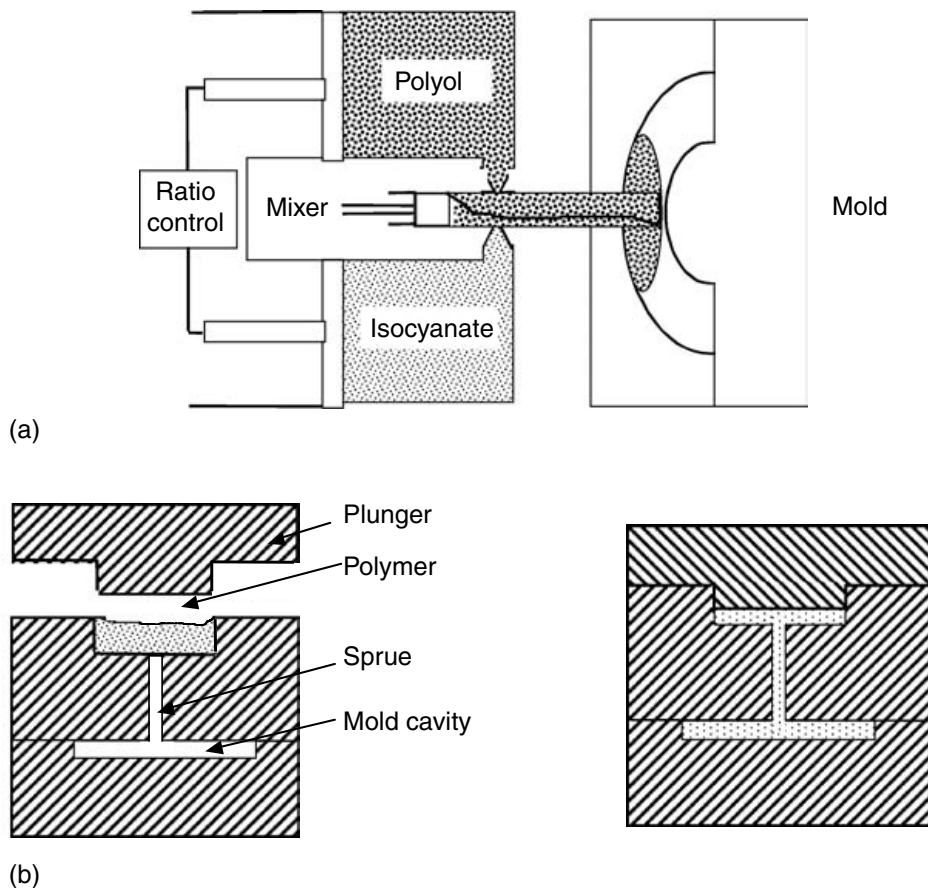 Polyol
Ratio
control
Mixer
Mold
Isocyanate
(a)
Plunger
Polymer
Sprue
Mold cavity
(b)